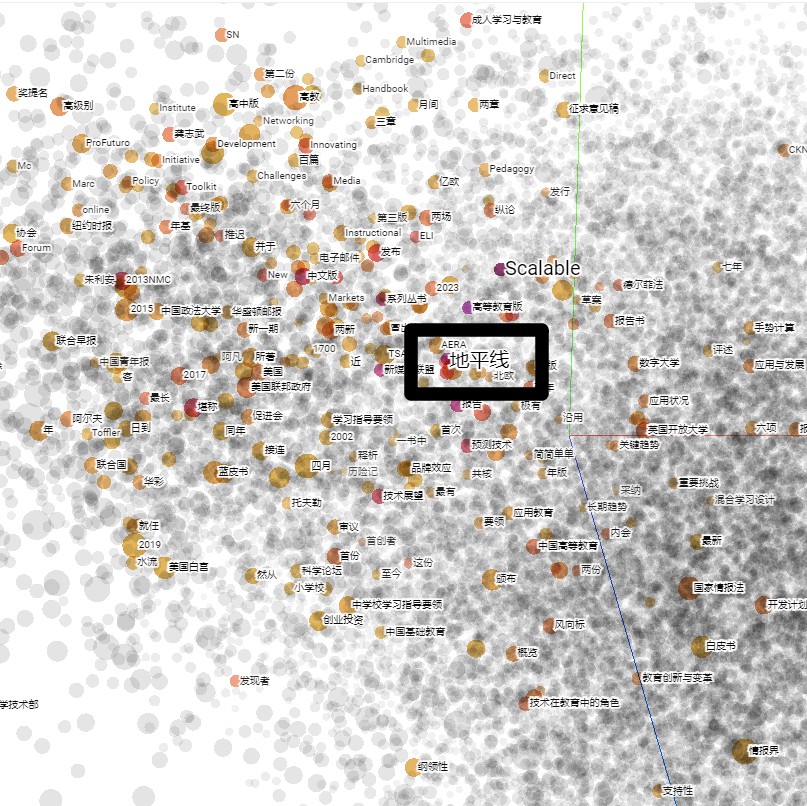 成人学习与教育
SN
Multimedia
Cambridge
第二份
Direct
Handbook
奖提名
高级别
高教
Institute
高中版
月间
两章
征求意见稿
Networking
三章
龚志武
ProFuturo
Development
Innovating
CKN
Initiative
百篇
Mc
Pedagogy
Challenges
Marc
Policy
Toolkit
Media
亿欧
发行
online
最终版
六个月
第三版
两场
纵论
纽约时报
年基
协会
推迟
Instructional
ELI
Forum
并于
电子邮件
发布
Scalable
七年
朱利安
2013NMC
New
中文版
2023
德尔菲法
Markets
系列丛书
草案
2015
中国政法大学
华盛顿邮报
高等教育版
报告书
新一期
两新
手势计算
联合早报
AERA
1700
评述
中国青年报
阿凡
所著
近
TSA
地平线
数字大学
应用与发展
客
2017
美国
新媒
联盟
北欧
版
美国联邦政府
年
最长
堪称
报告
极有
应用状况
阿尔夫
促进会
学习指导要领
沿用
年
Toffler
日到
同年
2002
一书中
首次
英国开放大学
六项
报
接连
释析
预测技术
简简单单
关键趋势
联合国
蓝皮书
四月
历险记
品牌效应
共核
年版
华彩
重要挑战
托夫勒
技术展望
最有
采纳
混合学习设计
要领
应用教育
长期趋势
就任
审议
内会
2019
首创者
中国高等教育
最新
首份
水流
美国白宫
然从
科学论坛
至今
这份
颁布
两份
小学校
国家情报法
中学校学习指导要领
开发计划
创业投资
中国基础教育
风向标
概览
白皮书
发现者
教育创新与变革
学技术部
技术在教育中的角色
情报界
纲领性
支持性